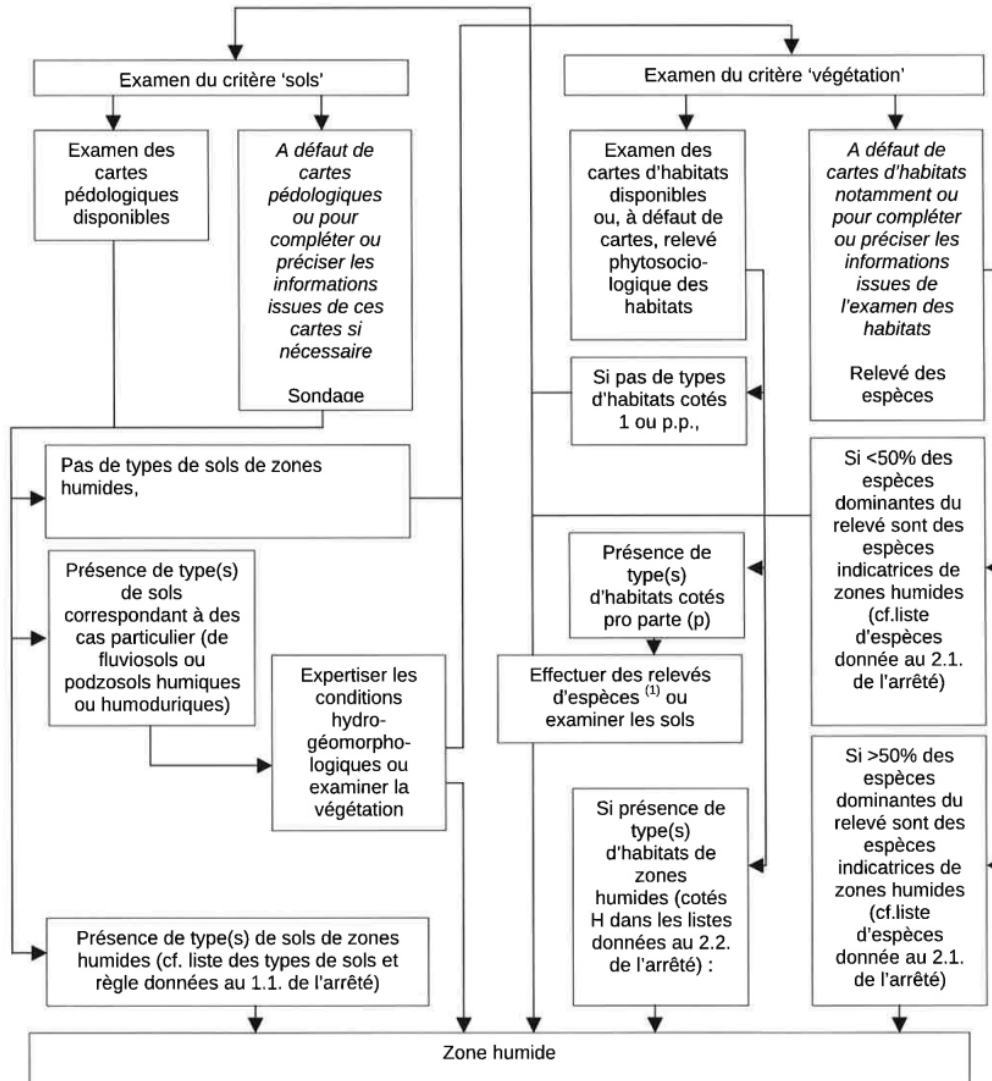 Examen du critère ‘sols’
Examen des
cartes
pédologiques
disponibles
A défaut de
cartes
pédologiques
ou pour
compléter ou
préciser les
informations
issues de ces
cartes si
nécessaire
Sondage
Pas de types de sols de zones
humides,
Présence de type(s)
de sols
correspondant à des
cas particulier (de
fluviosols ou
podzosols humiques
ou humoduriques)
Expertiser les
conditions
hydro-
géomorpho-
logiques ou
examiner la
végétation
Présence de type(s) de sols de zones
humides (cf. liste des types de sols et
règle données au 1.1. de l’arrêté)
Examen du critère ‘végétation’
Examen des
cartes d’habitats
disponibles
ou, à défaut de
cartes, relevé
phytosocio-
logique des
habitats
Si pas de types
d’habitats cotés
1 ou p.p.,
Présence de
type(s)
d’habitats cotés
pro parte (p)
Effectuer des relevés
d’espèces (1) ou
examiner les sols
Si présence de
type(s)
d’habitats de
zones
humides (cotés
H dans les listes
données au 2.2.
de l’arrêté) :
A défaut de
cartes d’habitats
notamment ou
pour compléter
ou préciser les
informations
issues de
l’examen des
habitats
Relevé des
espèces
Si <50% des
espèces
dominantes du
relevé sont des
espèces
indicatrices de
zones humides
(cf.liste
d’espèces
donnée au 2.1.
de l’arrêté)
Si >50% des
espèces
dominantes du
relevé sont des
espèces
indicatrices de
zones humides
(cf.liste
d’espèces
donnée au 2.1.
de l’arrêté)
Zone humide